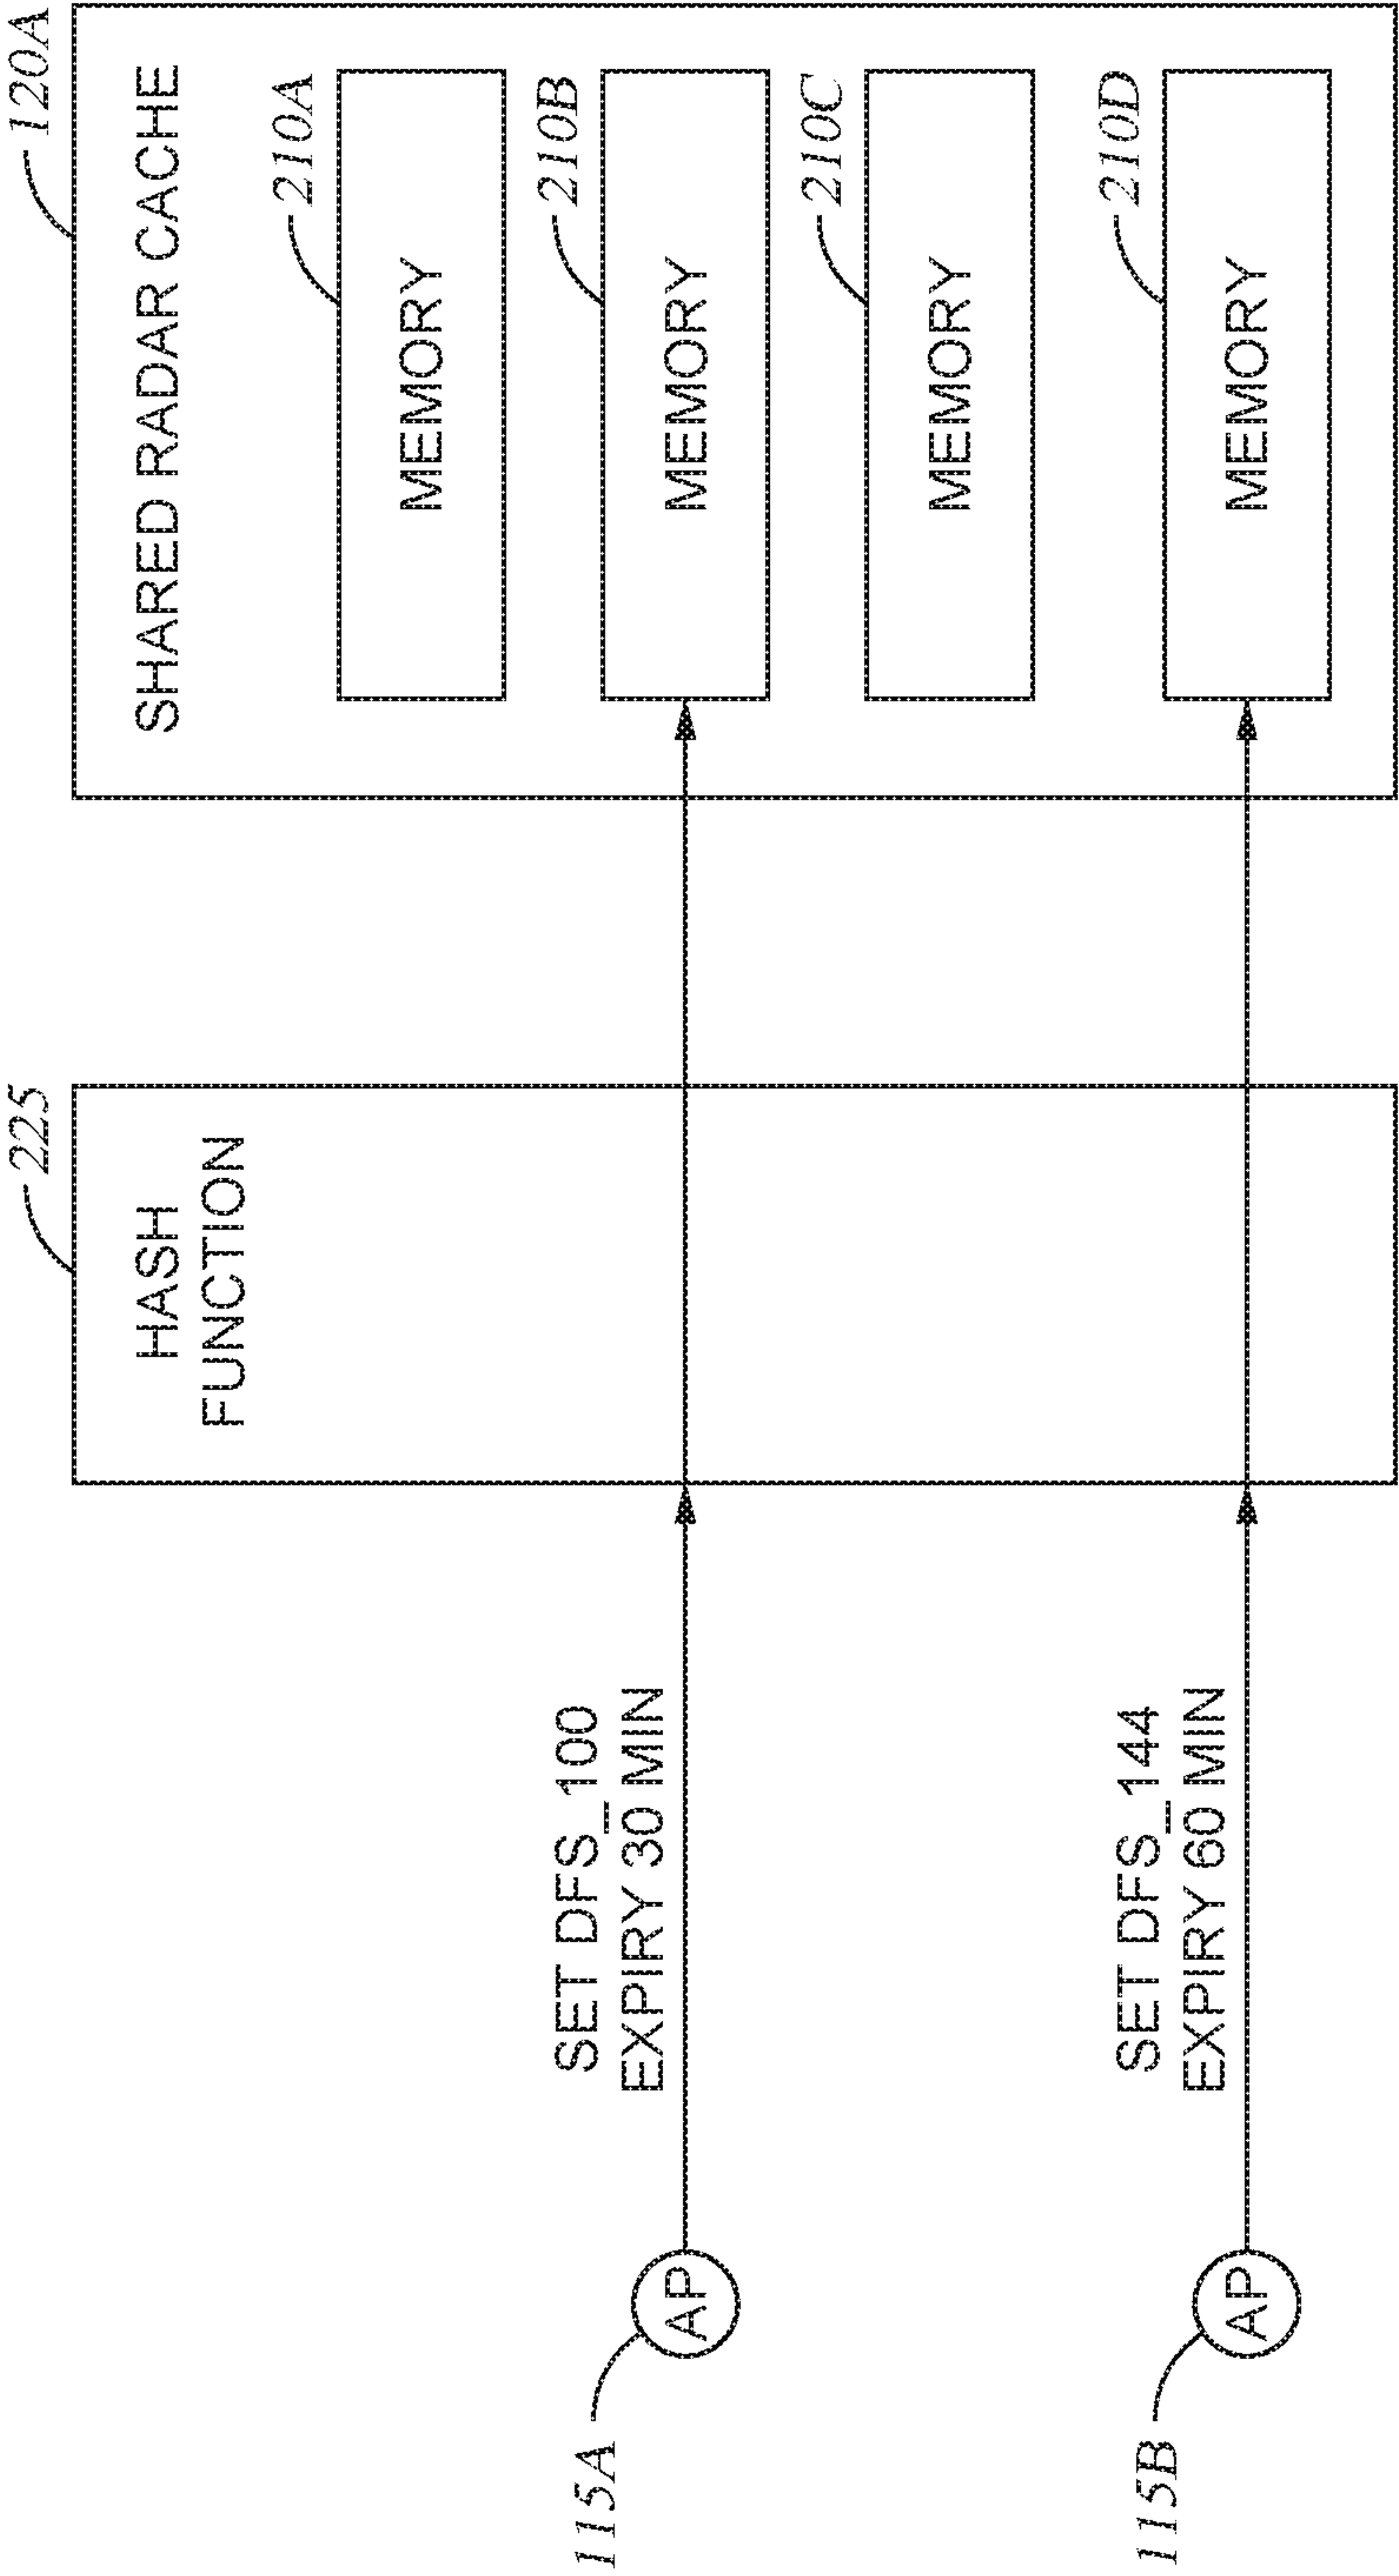 115A
AP
SET DFS_100
EXPIRY 30 MIN
115B
AP
SET DFS_144
EXPIRY 60 MIN
225
HASH
FUNCTION
120A
SHARED RADAR CACHE
210A
MEMORY
210B
MEMORY
210C
MEMORY
210D
MEMORY